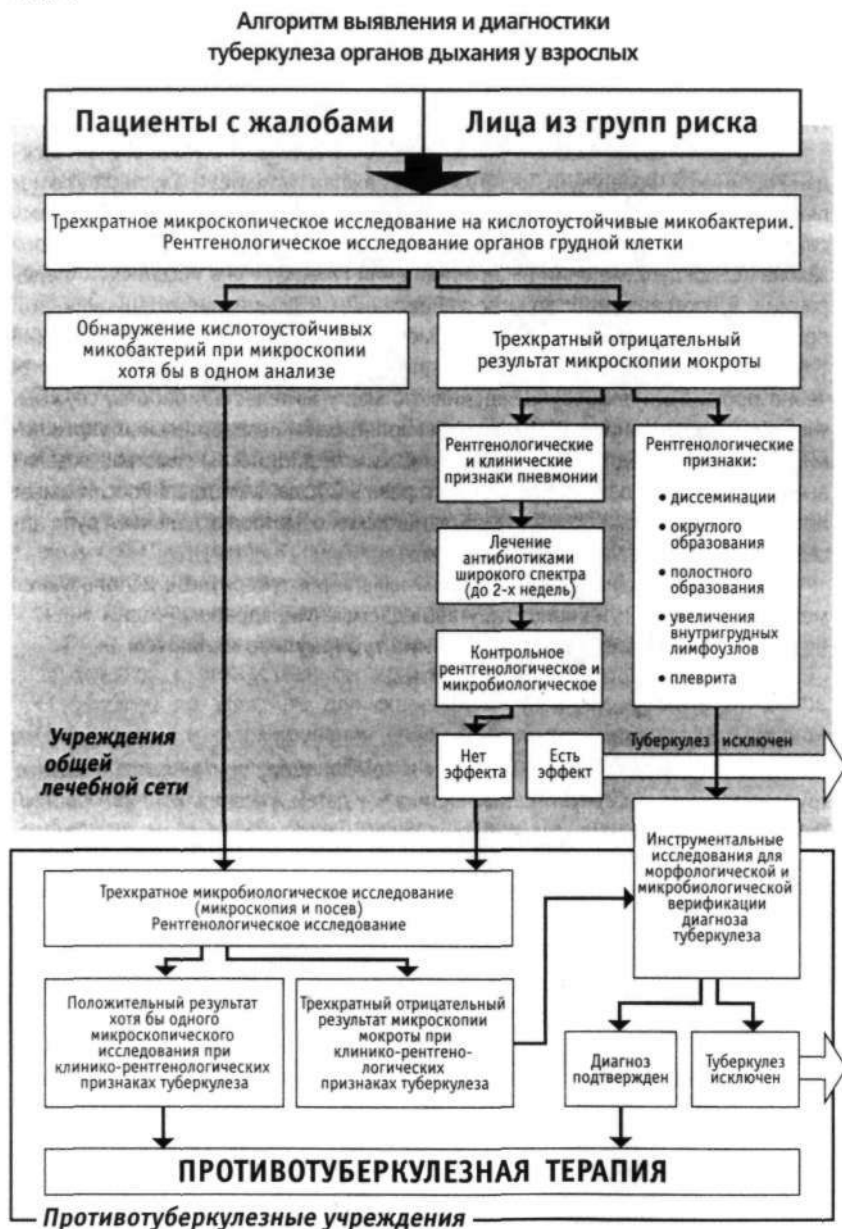 Алгоритм выявления и диагностики
туберкулеза органов дыхания у взрослых
Пациенты с жалобами
Лица из групп риска
Трехкратное микроскопическое исследование на кислотоустойчивые микобактерии.
Рентгенологическое исследование органов грудной клетки
Обнаружение кислотоустойчивых
микобактерий при микроскопии
хотя бы в одном анализе
Трехкратный отрицательный
результат микроскопии мокроты
Рентгенологические
и клинические
признаки пневмонии
Лечение
антибиотиками
широкого спектра
(до 2-х недель)
Контрольное
рентгенологическое и
микробиологическое
Нет
эффекта
Есть
эффект
Рентгенологические
признаки:
• диссеминации
• округлого
образования
• полостного
образования
• увеличения
внутригрудных
лимфоузлов
• плеврита
Туберкулез исключен
Учреждения
общей
лечебной сети
Инструментальные
исследования для
морфологической и
микробиологической
верификации
диагноза
туберкулеза
Трехкратное микробиологическое исследование
(микроскопия и посев)
Рентгенологическое исследование
Положительный результат
хотя бы одного
микроскопического
исследования при
клинико-рентгенологических
признаках туберкулеза
Трехкратный отрицательный
результат микроскопии
мокроты при
клинико-рентгено-
логических
признаках туберкулеза
Диагноз
подтвержден
Туберкулез
исключен
ПРОТИВОТУБЕРКУЛЕЗНАЯ ТЕРАПИЯ
Противотуберкулезные учреждения